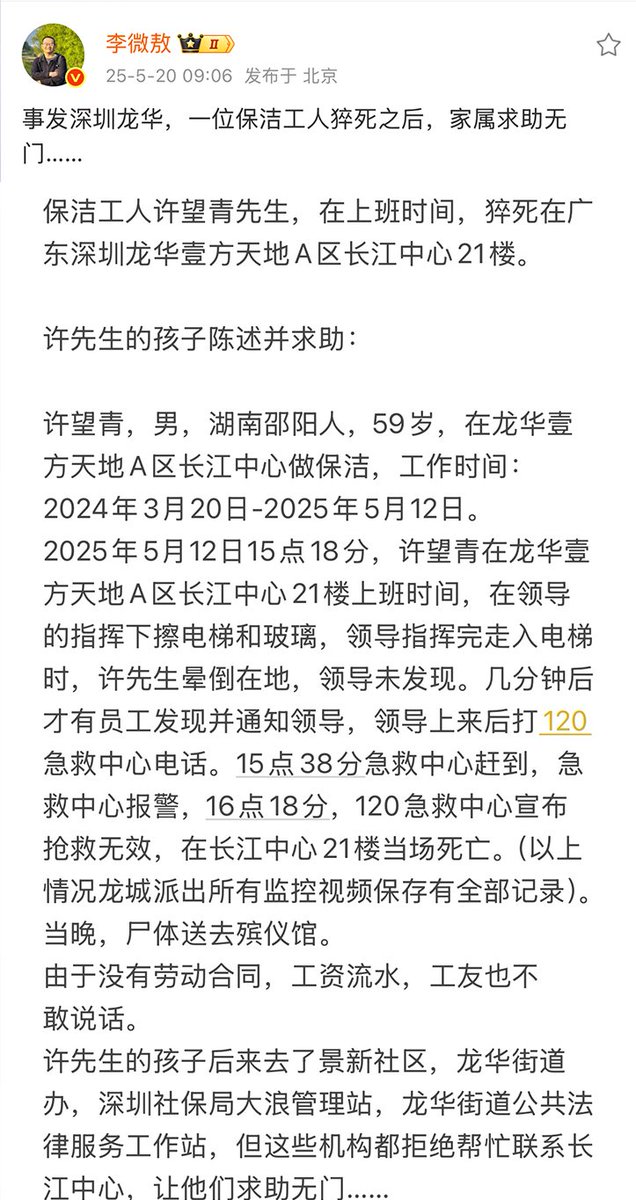 李微敖 II
25-5-20 09:06 发布于 北京
事发深圳龙华，一位保洁工人猝死之后，家属求助无
门……
保洁工人许望青先生，在上班时间，猝死在广
东深圳龙华壹方天地A区长江中心21楼。
许先生的孩子陈述并求助：
许望青，男，湖南邵阳人，59岁，在龙华壹
方天地A区长江中心做保洁，工作时间：
2024年3月20日-2025年5月12日。
2025年5月12日15点18分，许望青在龙华壹
方天地A区长江中心21楼上班时间，在领导
的指挥下擦电梯和玻璃，领导指挥完走入电梯
时，许先生晕倒在地，领导未发现。几分钟后
才有员工发现并通知领导，领导上来后打120
急救中心电话。15点38分急救中心赶到，急
救中心报警，16点18分，120急救中心宣布
抢救无效，在长江中心21楼当场死亡。（以上
情况龙城派出所有监控视频保存有全部记录）。
当晚，尸体送去殡仪馆。
由于没有劳动合同，工资流水，工友也不
敢说话。
许先生的孩子后来去了景新社区，龙华街道
办，深圳社保局大浪管理站，龙华街道公共法
律服务工作站，但这些机构都拒绝帮忙联系长
江中心，让他们求助无门……